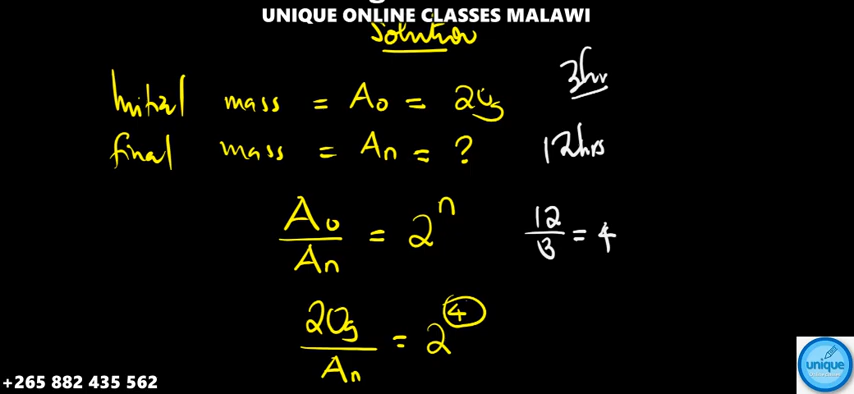 UNIQUE ONLINE CLASSES MALAWI
Solution
Initial mass = A₀ = 20g
3hr
final mass = Aₙ = ?
12hrs
A₀/Aₙ = 2ⁿ
12/3 = 4
20g/Aₙ = 2⁴
unique
+265 882 435 562